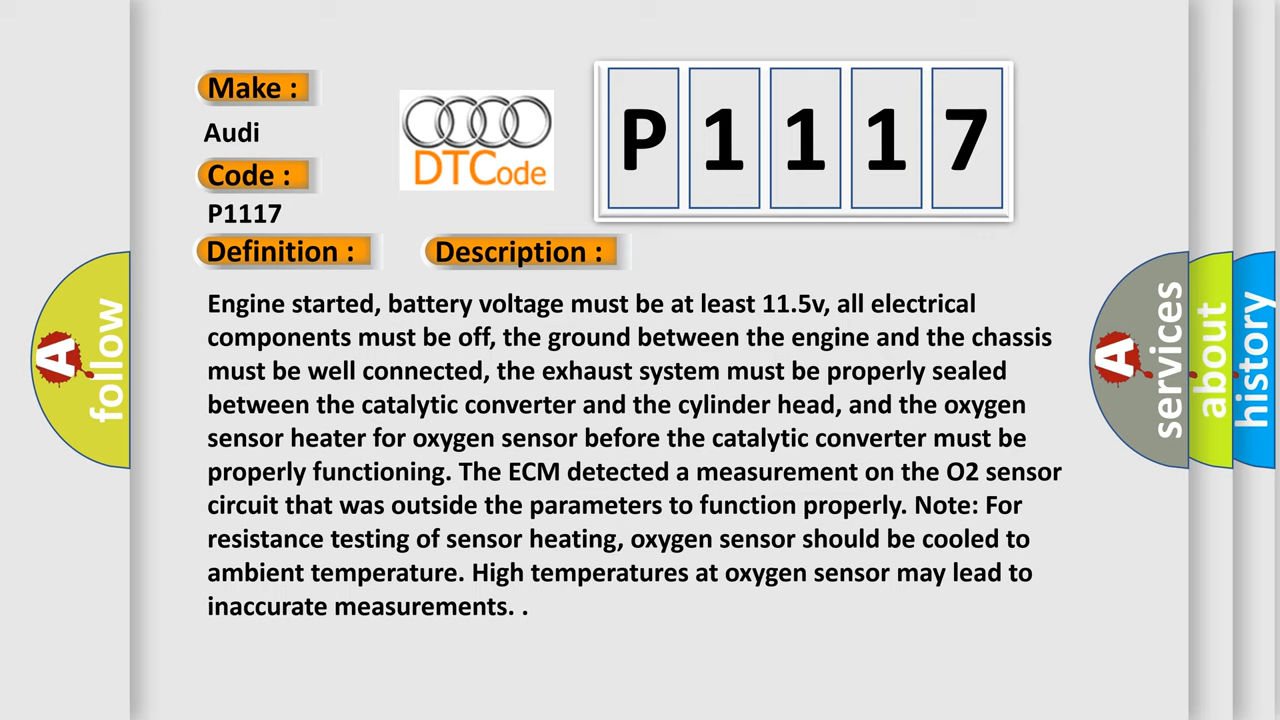 Make :
Audi
Code :
P1117
DTCode
P1117
Definition :
Description :
Engine started, battery voltage must be at least 11.5v, all electrical
components must be off, the ground between the engine and the chassis
must be well connected, the exhaust system must be properly sealed
between the catalytic converter and the cylinder head, and the oxygen
sensor heater for oxygen sensor before the catalytic converter must be
properly functioning. The ECM detected a measurement on the O2 sensor
circuit that was outside the parameters to function properly. Note: For
resistance testing of sensor heating, oxygen sensor should be cooled to
ambient temperature. High temperatures at oxygen sensor may lead to
inaccurate measurements. .
A
follow
A
services
about
history